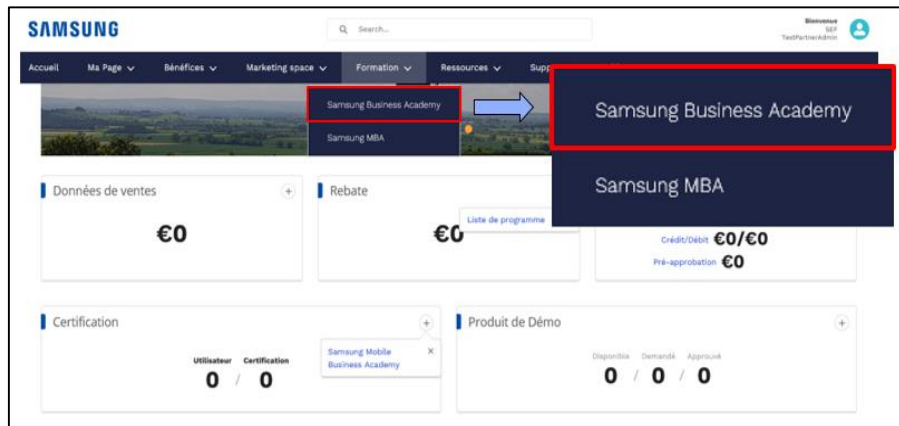 SAMSUNG
Search...
Bienvenue
SEF
TestPartnerAdmin
Accueil Ma Page Bénéfices Marketing space Formation Ressources
Samsung Business Academy
Samsung MBA
Samsung Business Academy
Samsung MBA
Données de ventes
€0
Rebate
€0
Liste de programme
Crédit/Débit €0/€0
Pré-approbation €0
Certification
Utilisateur Certification
0 / 0
Samsung Mobile
Business Academy
Produit de Démo
Disponible Demandé Approuvé
0 / 0 / 0